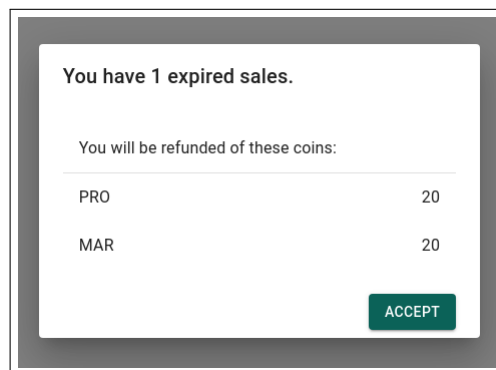 You have 1 expired sales.
You will be refunded of these coins:
PRO 20
MAR 20
ACCEPT